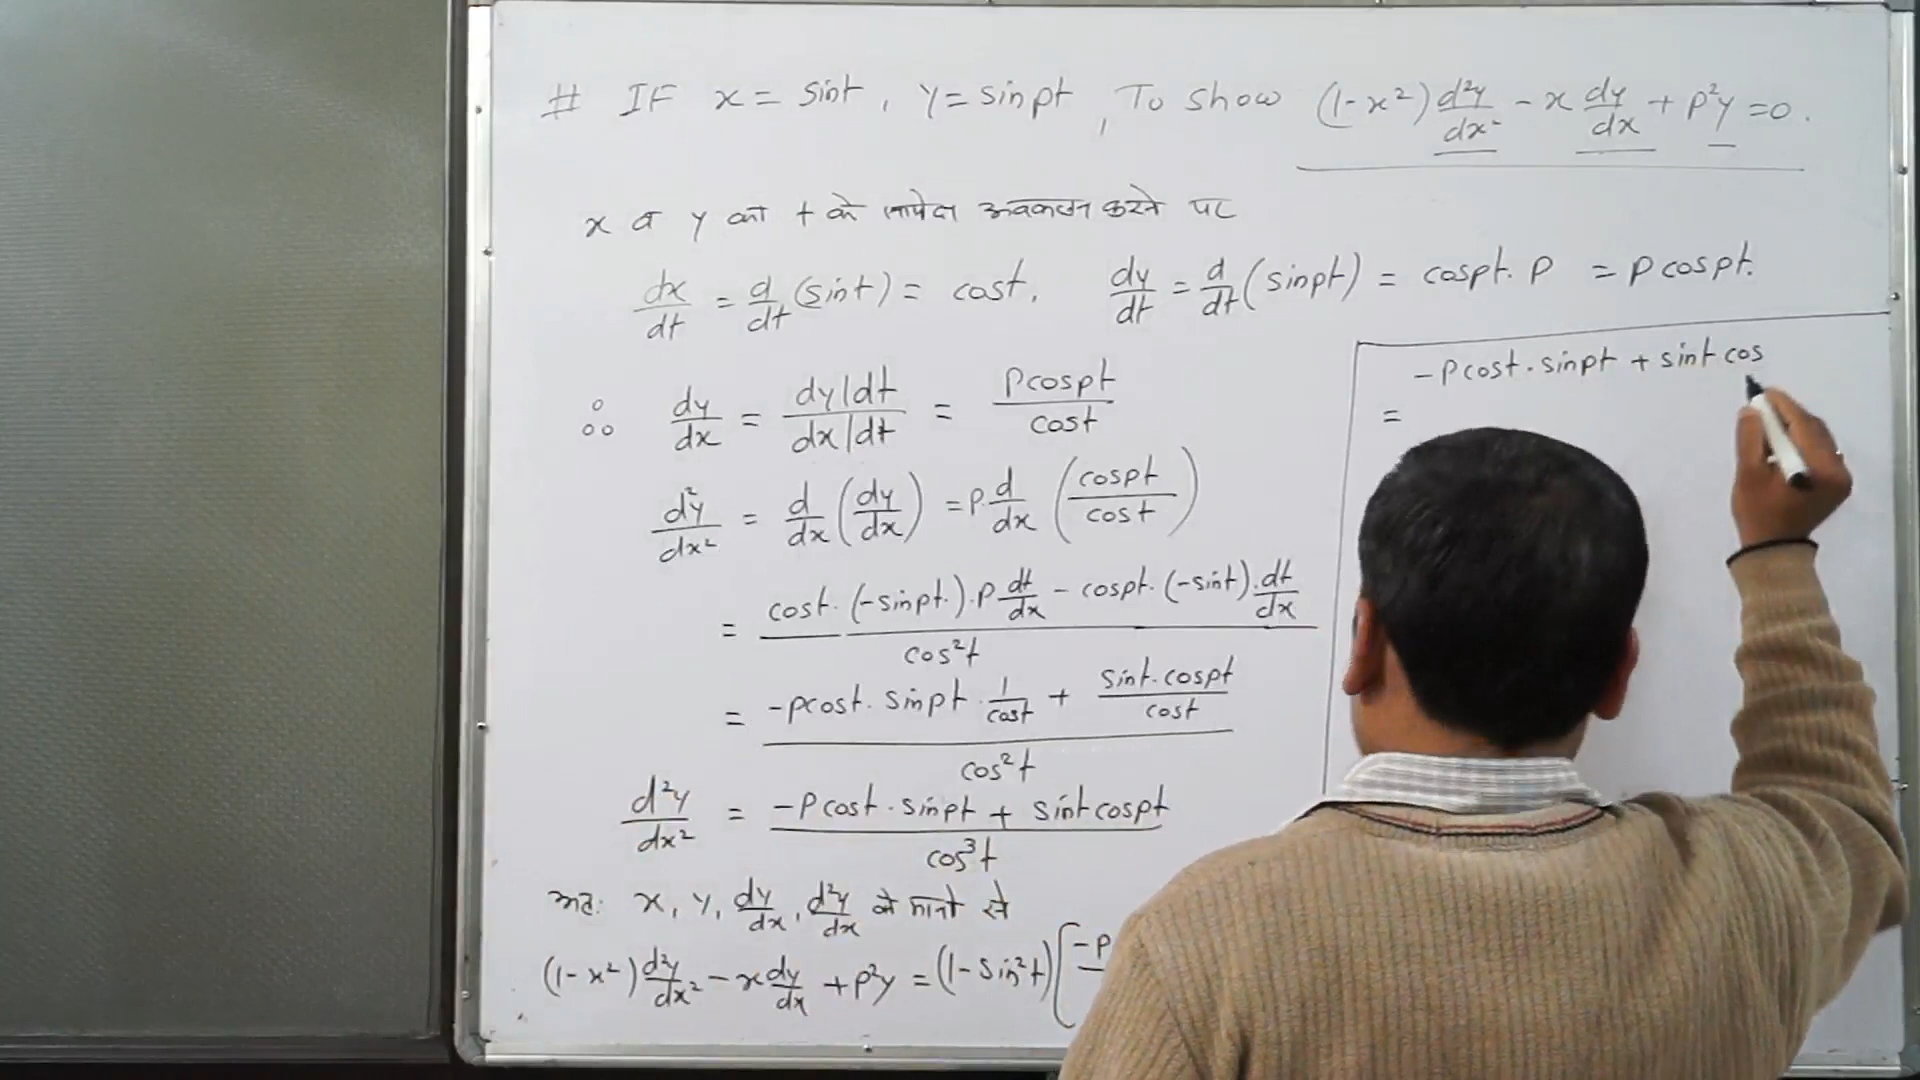 # IF x = sint, y = sinpt, To show (1-x²) d²y/dx² - x dy/dx + p²y = 0.
x व y का t के सापेक्ष अवकलन करने पर
dx/dt = d/dt (sint) = cost, dy/dt = d/dt (sinpt) = cospt. p = p cospt.
∴ dy/dx = dy/dt / dx/dt = pcospt / cost
d²y/dx² = d/dx (dy/dx) = p. d/dx (cospt / cost)
= cost. (-sinpt.).p dt/dx - cospt. (-sint). dt/dx / cos²t
= -pcost. sinpt . 1/cost + sint.cospt / cost / cos²t
d²y/dx² = -pcost . sinpt + sint cospt / cos³t
अतः x, y, dy/dx, d²y/dx के मानो से
(1-x²) d²y/dx² - x dy/dx + p²y = (1-sin²t) [ -p
-pcost . sinpt + sint cos
=